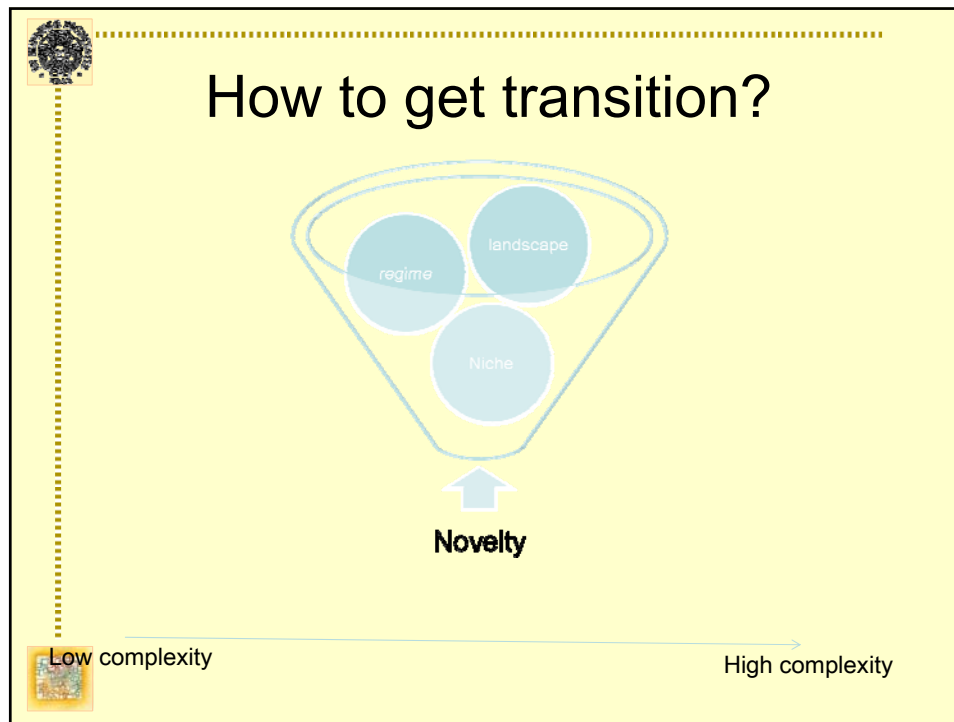 How to get transition?
landscape
regime
Niche
Novelty
Low complexity
High complexity